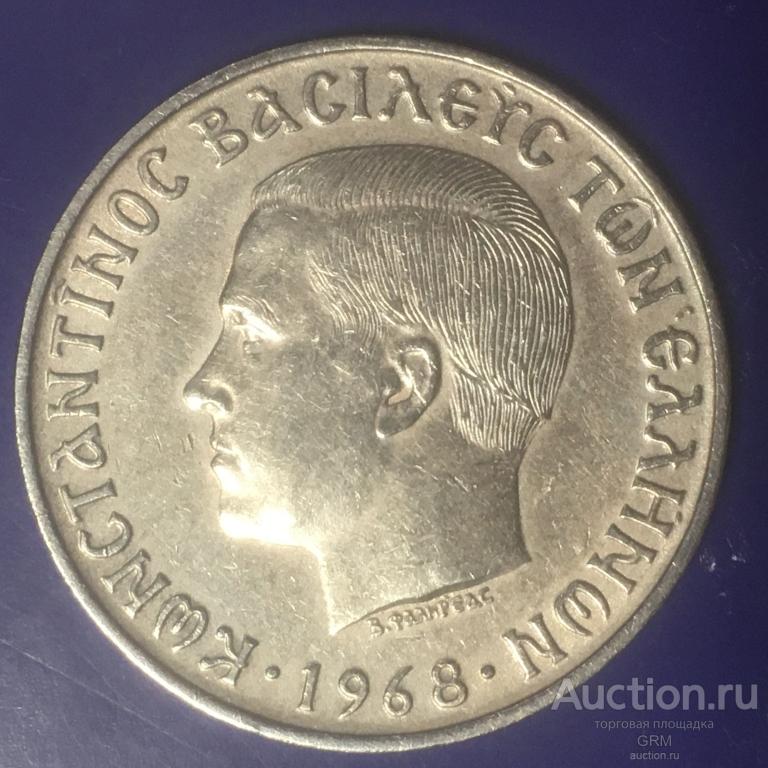 ΚΩΝΣΤΑΝΤΙΝΟΣ ΒΑΣΙΛΕΥΣ ΤΩΝ ΕΛΛΗΝΩΝ
· 1968 ·
Β. ΦΑΛΗΡΕΑΣ
Auction.ru
торговая площадка
GRM
auction.ru